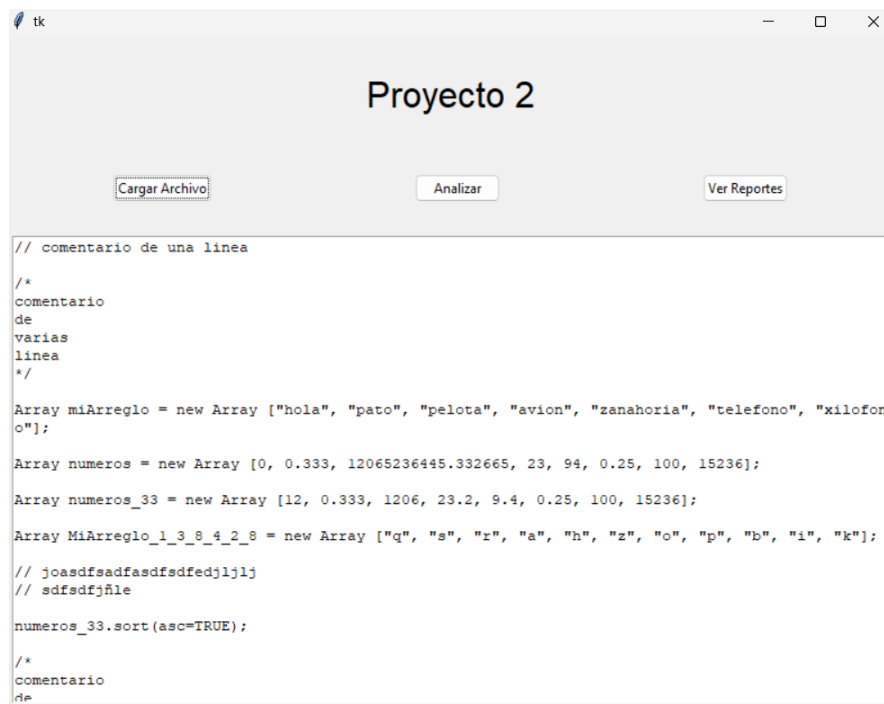 tk
Proyecto 2
Cargar Archivo Analizar Ver Reportes
// comentario de una linea
/*
comentario
de
varias
linea
*/
Array miArreglo = new Array ["hola", "pato", "pelota", "avion", "zanahoria", "telefono", "xilofon
o"];
Array numeros = new Array [0, 0.333, 12065236445.332665, 23, 94, 0.25, 100, 15236];
Array numeros_33 = new Array [12, 0.333, 1206, 23.2, 9.4, 0.25, 100, 15236];
Array MiArreglo_1_3_8_4_2_8 = new Array ["q", "s", "r", "a", "h", "z", "o", "p", "b", "i", "k"];
// joasdfsadfasdfsdfedjljlj
// sdfsdfjñle
numeros_33.sort(asc=TRUE);
/*
comentario
de